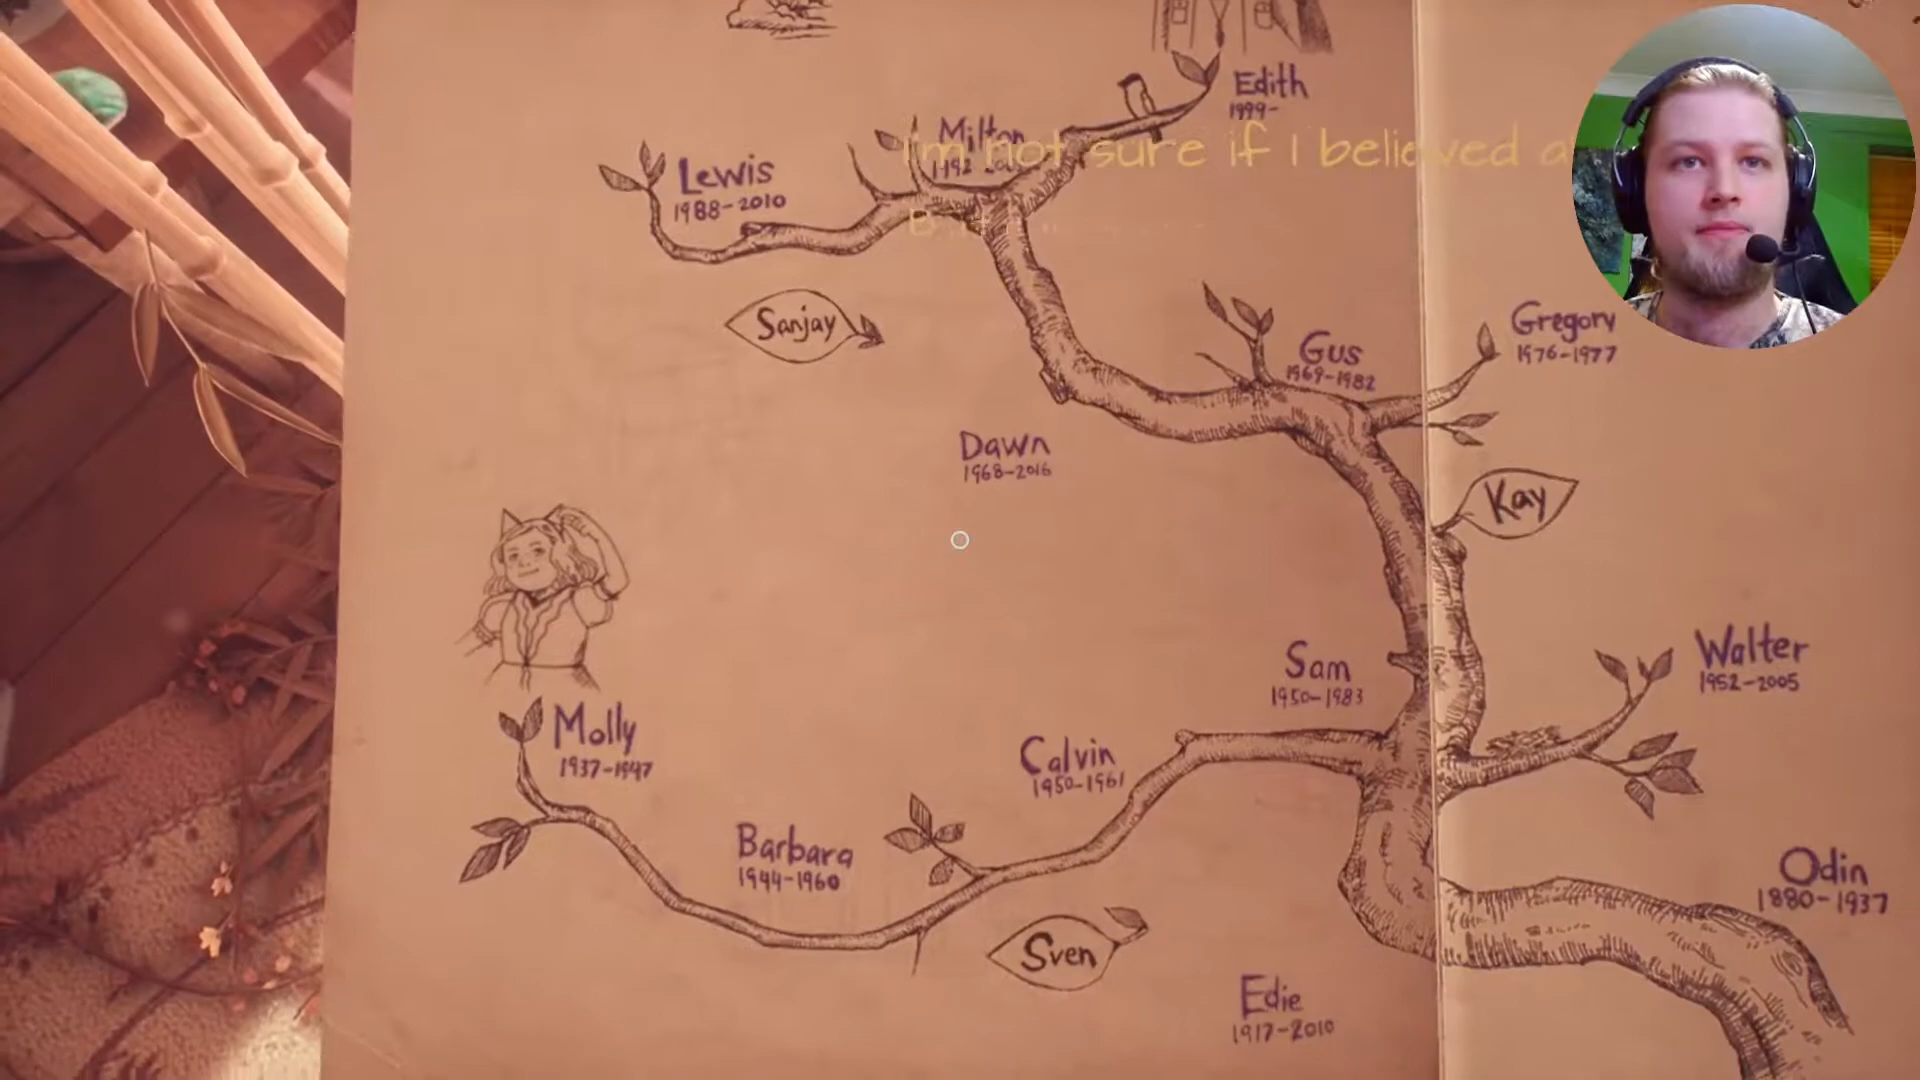 Edith
1999-
I'm not sure if I believed a
Milton
Lewis
1988-2010
Sanjay
Gregory
1976-1977
Gus
1969-1982
Dawn
1968-2016
Kay
Walter
1952-2005
Sam
1950-1983
Molly
1937-1947
Calvin
1950-1961
Barbara
1944-1960
Odin
1880-1937
Sven
Edie
1917-2010